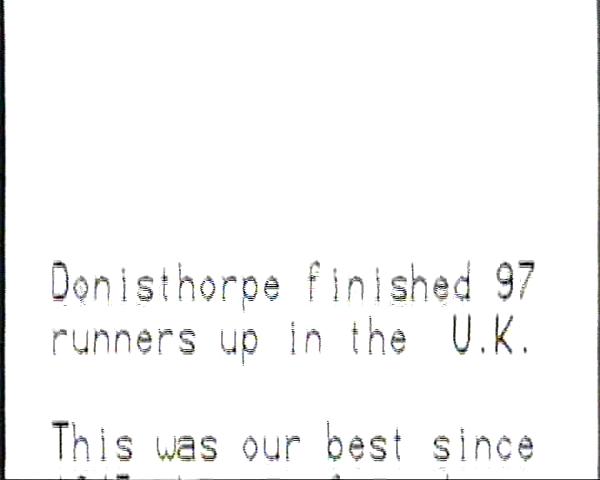 Donisthorpe finished 97
runners up in the U.K.
This was our best since